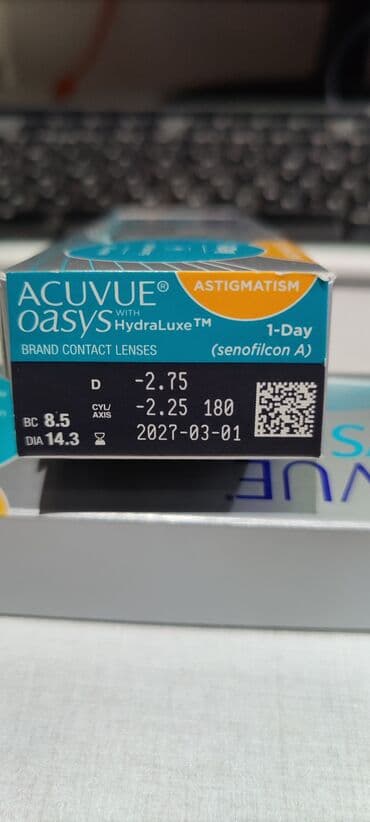 ACUVUE® ASTIGMATISM
oasys WITH HydraLuxe™ 1-Day
BRAND CONTACT LENSES (senofilcon A)
D -2.75
CYL/AXIS -2.25 180
BC 8.5
DIA 14.3 2027-03-01